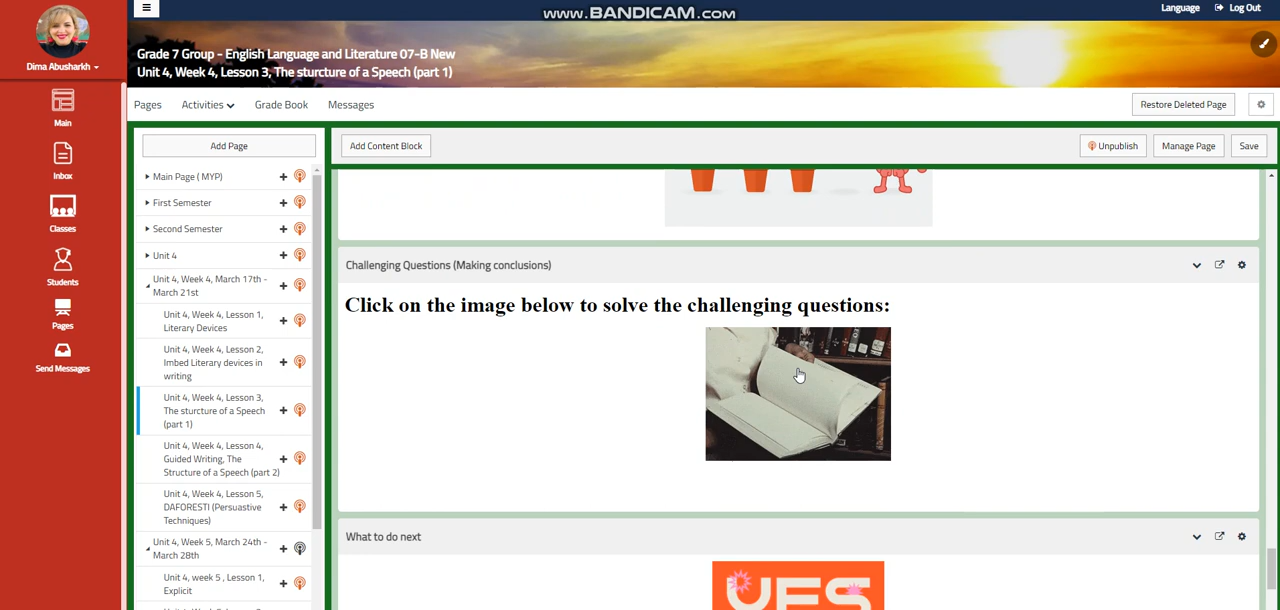 www.BANDICAM.com
Language
Log Out
Dima Abusharkh
Grade 7 Group - English Language and Literature 07-B New
Unit 4, Week 4, Lesson 3, The sturcture of a Speech (part 1)
Pages
Activities
Grade Book
Messages
Restore Deleted Page
Main
Inbox
Classes
Students
Pages
Send Messages
Add Page
Main Page ( MYP)
First Semester
Second Semester
Unit 4
Unit 4, Week 4, March 17th -
March 21st
Unit 4, Week 4, Lesson 1,
Literary Devices
Unit 4, Week 4, Lesson 2,
Imbed Literary devices in
writing
Unit 4, Week 4, Lesson 3,
The sturcture of a Speech
(part 1)
Unit 4, Week 4, Lesson 4,
Guided Writing, The
Structure of a Speech (part 2)
Unit 4, Week 4, Lesson 5,
DAFORESTI (Persuasive
Techniques)
Unit 4, Week 5, March 24th -
March 28th
Unit 4, week 5 , Lesson 1,
Explicit
Add Content Block
Unpublish
Manage Page
Save
Challenging Questions (Making conclusions)
Click on the image below to solve the challenging questions:
What to do next
YES